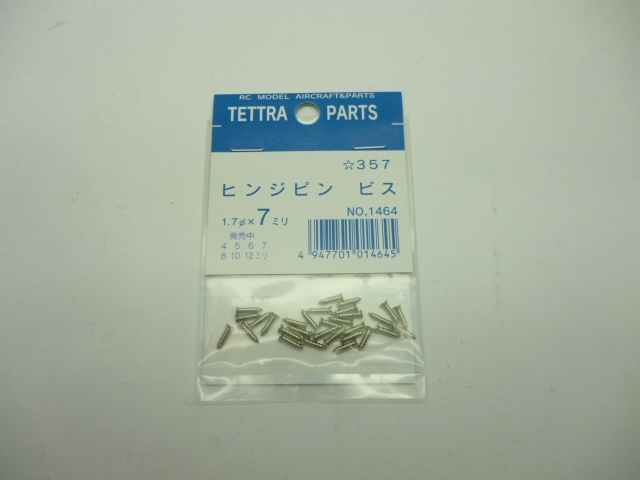 RC MODEL AIRCRAFT&PARTS
TETTRA PARTS
☆357
ヒンジピン ビス
1.7φ×7ミリ NO,1464
発売中
4 5 6 7
8 10 12ミリ
4 947701 014645